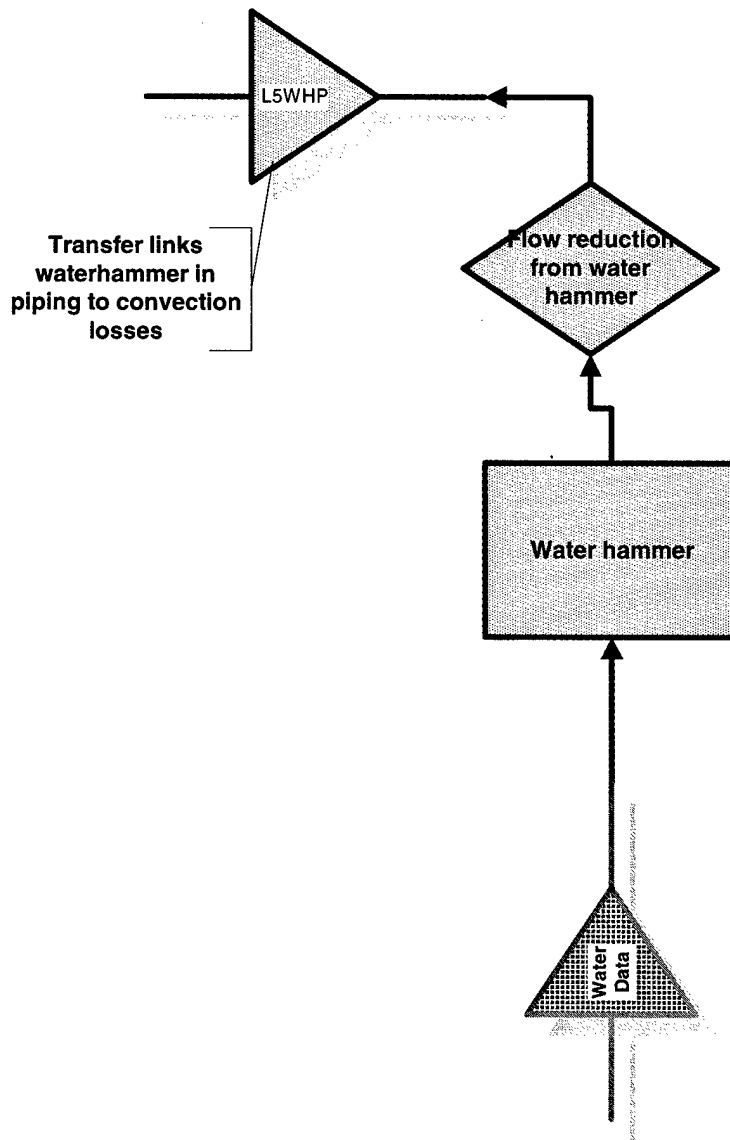 L5WHP
Transfer links
waterhammer in
piping to convection
losses
Flow reduction
from water
hammer
Water hammer
Water
Data